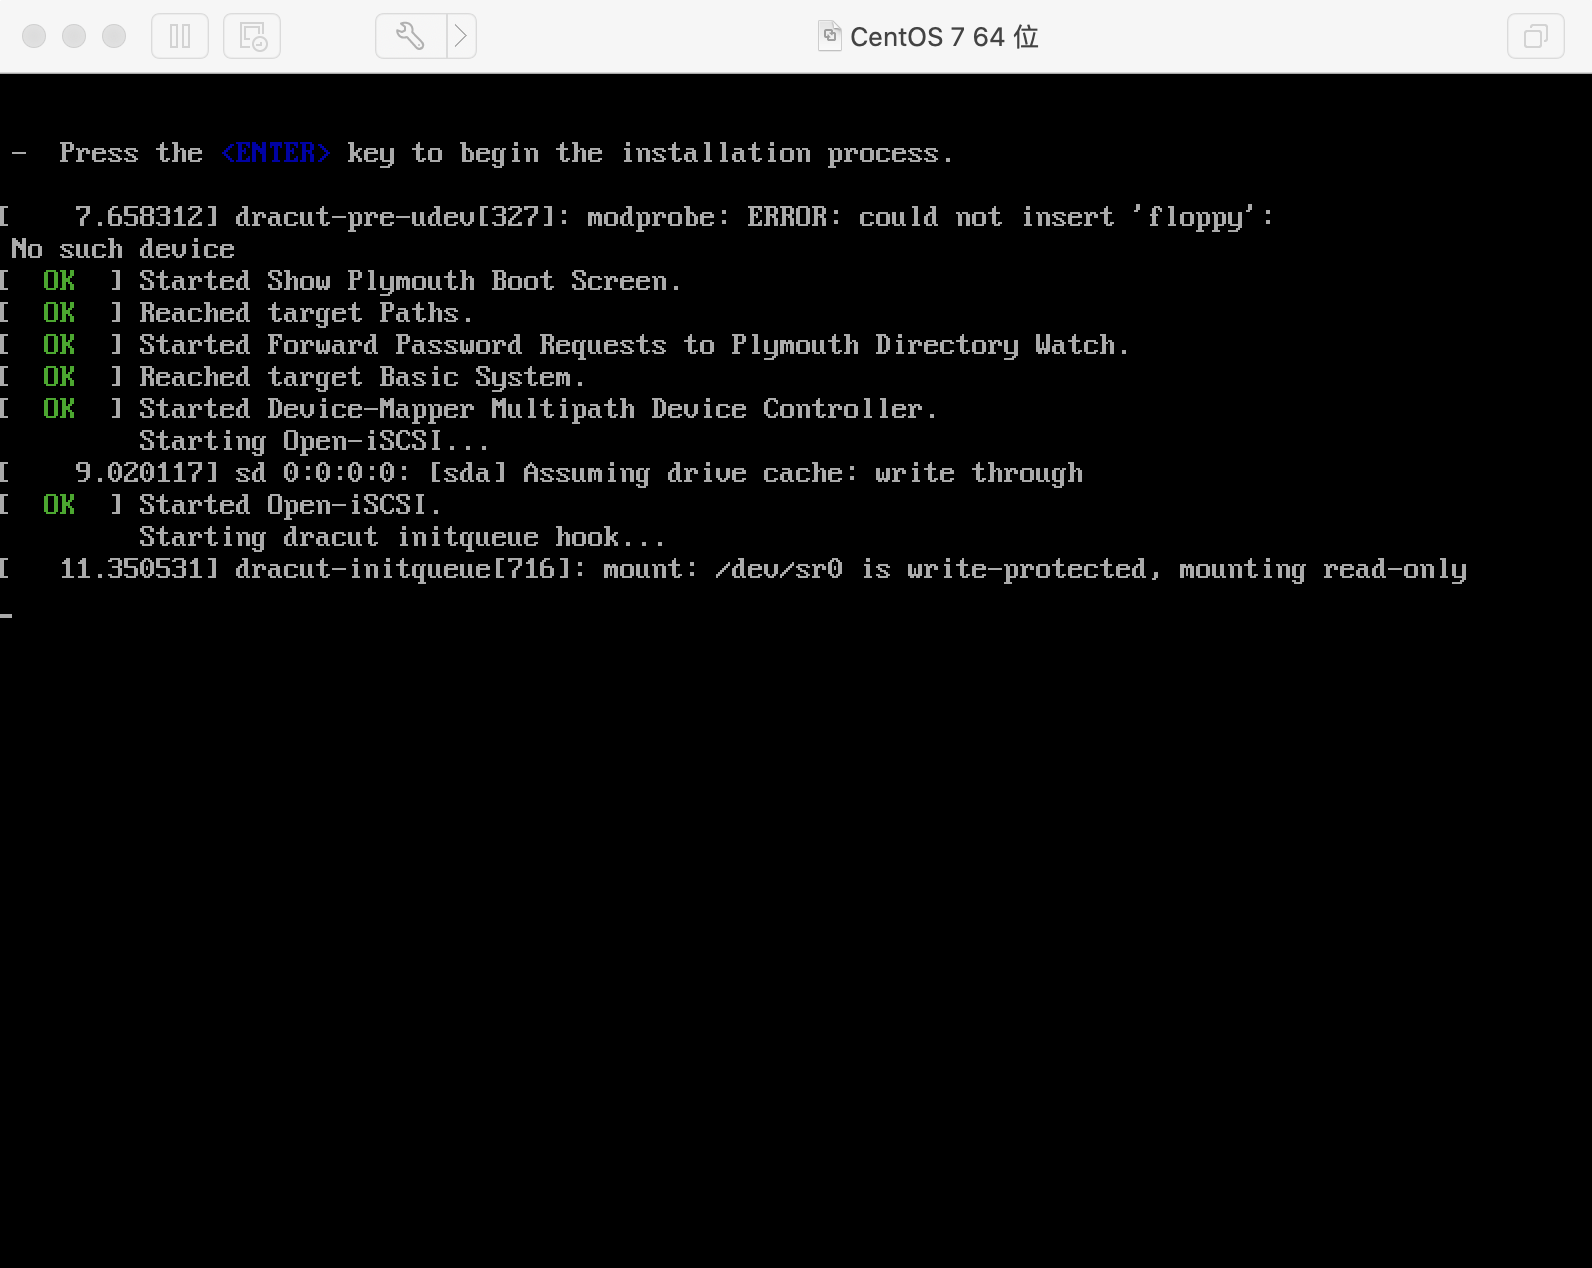 CentOS 7 64 位
-  Press the <ENTER> key to begin the installation process.
[    7.658312] dracut-pre-udev[327]: modprobe: ERROR: could not insert 'floppy':
No such device
[  OK  ] Started Show Plymouth Boot Screen.
[  OK  ] Reached target Paths.
[  OK  ] Started Forward Password Requests to Plymouth Directory Watch.
[  OK  ] Reached target Basic System.
[  OK  ] Started Device-Mapper Multipath Device Controller.
Starting Open-iSCSI...
[    9.020117] sd 0:0:0:0: [sda] Assuming drive cache: write through
[  OK  ] Started Open-iSCSI.
Starting dracut initqueue hook...
[   11.350531] dracut-initqueue[716]: mount: /dev/sr0 is write-protected, mounting read-only